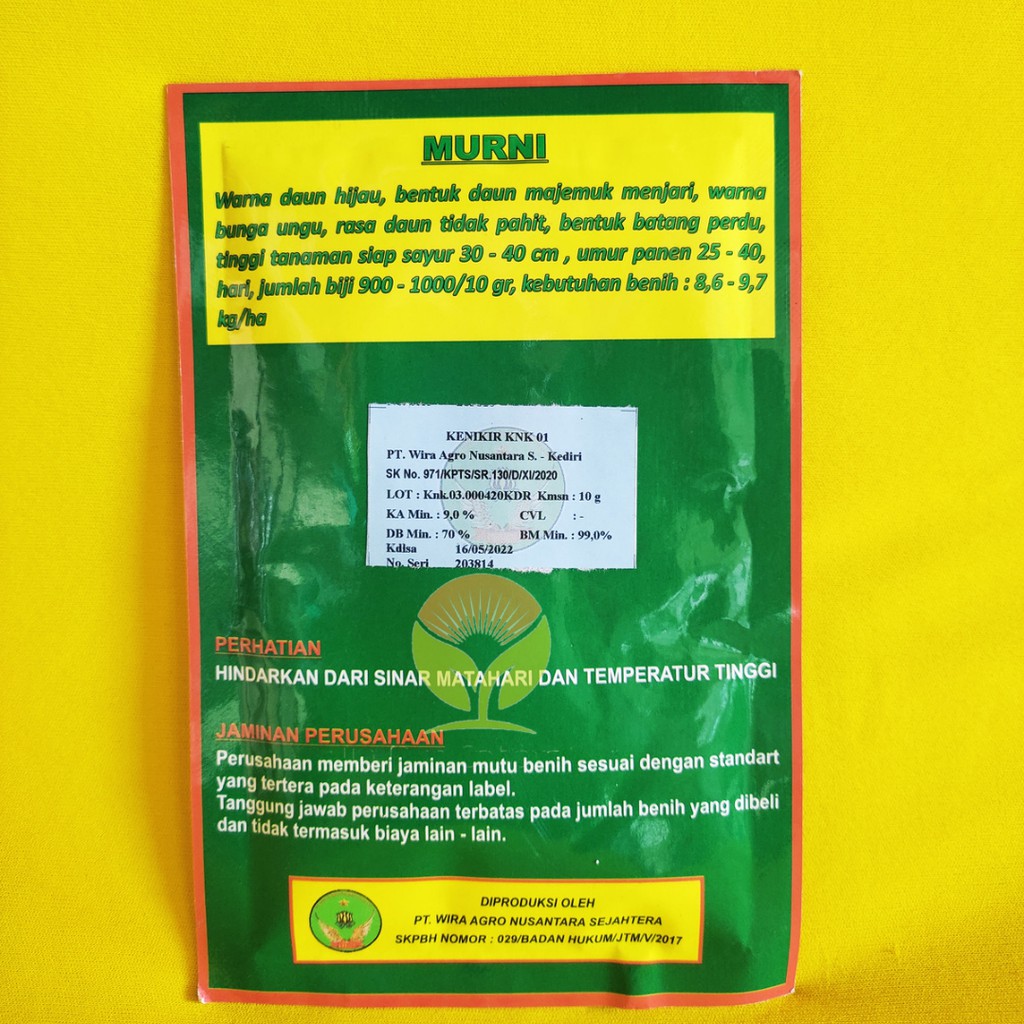 MURNI
Warna daun hijau, bentuk daun majemuk menjari, warna
bunga ungu, rasa daun tidak pahit, bentuk batang perdu,
tinggi tanaman siap sayur 30 - 40 cm , umur panen 25 - 40,
hari, jumlah biji 900 - 1000/10 gr, kebutuhan benih : 8,6 - 9,7
kg/ha
KENIKIR KNK 01
PT. Wira Agro Nusantara S. - Kediri
SK No. 971/KPTS/SR.130/D/XI/2020
LOT : Knk.03.000420KDR Kmsn : 10 g
KA Min. : 9,0 % CVL : -
DB Min. : 70 % BM Min. : 99,0%
Kdlsa 16/05/2022
No. Seri 203814
PERHATIAN
HINDARKAN DARI SINAR MATAHARI DAN TEMPERATUR TINGGI
JAMINAN PERUSAHAAN
Perusahaan memberi jaminan mutu benih sesuai dengan standart
yang tertera pada keterangan label.
Tanggung jawab perusahaan terbatas pada jumlah benih yang dibeli
dan tidak termasuk biaya lain - lain.
DIPRODUKSI OLEH
PT. WIRA AGRO NUSANTARA SEJAHTERA
SKPBH NOMOR : 029/BADAN HUKUM/JTM/V/2017